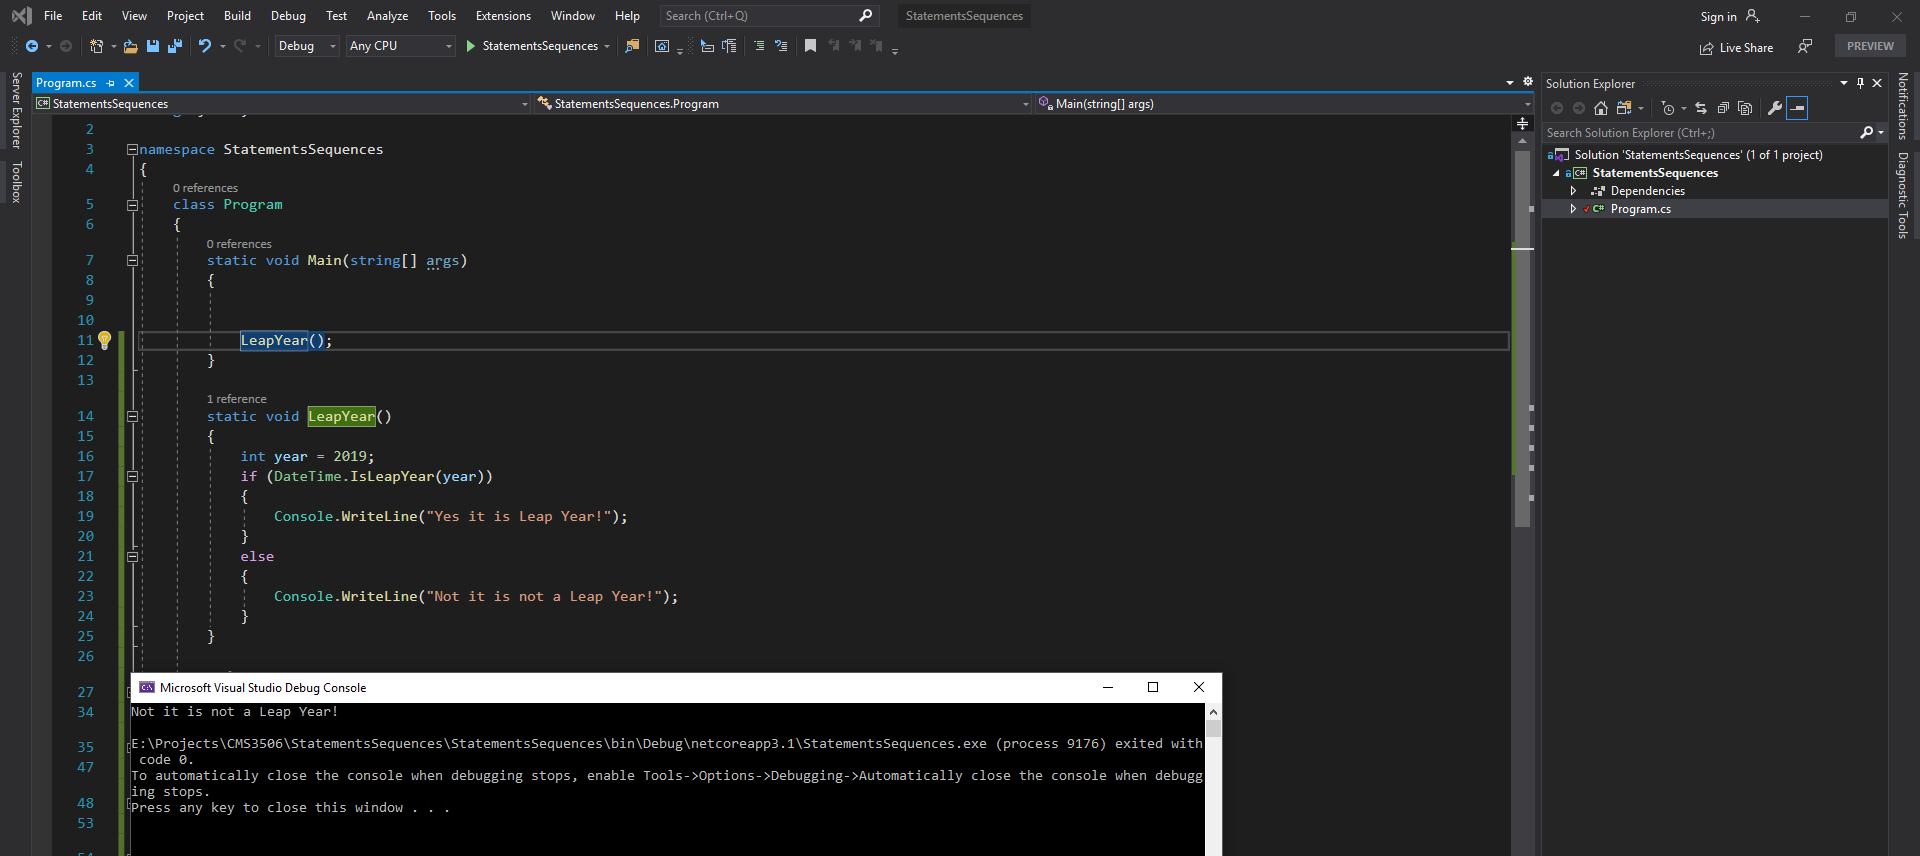 File Edit View Project Build Debug Test Analyze Tools Extensions Window Help Search (Ctrl+Q) StatementsSequences Sign in
Debug Any CPU StatementsSequences Live Share PREVIEW
Server Explorer
Toolbox
Program.cs
StatementsSequences StatementsSequences.Program Main(string[] args)
2
3 namespace StatementsSequences
4 {
0 references
5 class Program
6 {
0 references
7 static void Main(string[] args)
8 {
9
10
11 LeapYear();
12 }
13
1 reference
14 static void LeapYear()
15 {
16 int year = 2019;
17 if (DateTime.IsLeapYear(year))
18 {
19 Console.WriteLine("Yes it is Leap Year!");
20 }
21 else
22 {
23 Console.WriteLine("Not it is not a Leap Year!");
24 }
25 }
26
27
34
35
47
48
53
Microsoft Visual Studio Debug Console
Not it is not a Leap Year!
E:\Projects\CMS3506\StatementsSequences\StatementsSequences\bin\Debug\netcoreapp3.1\StatementsSequences.exe (process 9176) exited with
code 0.
To automatically close the console when debugging stops, enable Tools->Options->Debugging->Automatically close the console when debugg
ing stops.
Press any key to close this window . . .
Solution Explorer
Search Solution Explorer (Ctrl+;)
Solution 'StatementsSequences' (1 of 1 project)
C# StatementsSequences
Dependencies
C# Program.cs
Notifications
Diagnostic Tools